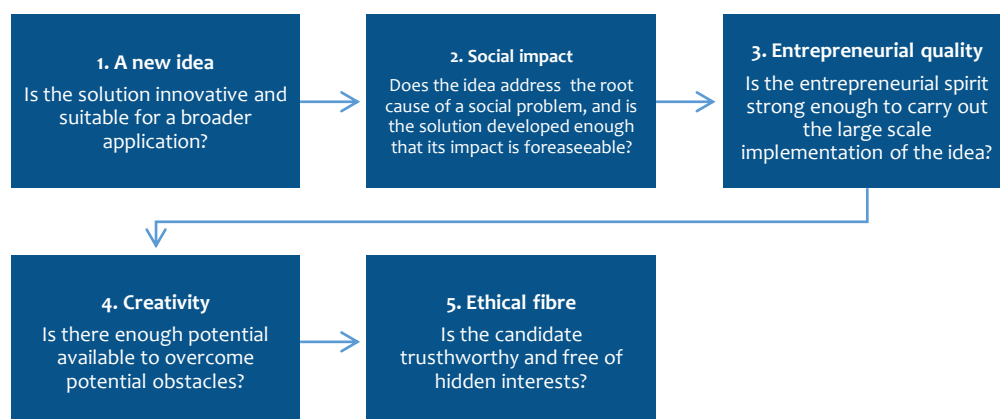 1. A new idea
Is the solution innovative and
suitable for a broader
application?
2. Social impact
Does the idea address the root
cause of a social problem, and is
the solution developed enough
that its impact is foreaseeable?
3. Entrepreneurial quality
Is the entrepreneurial spirit
strong enough to carry out
the large scale
implementation of the idea?
4. Creativity
Is there enough potential
available to overcome
potential obstacles?
5. Ethical fibre
Is the candidate
trusthworthy and free of
hidden interests?